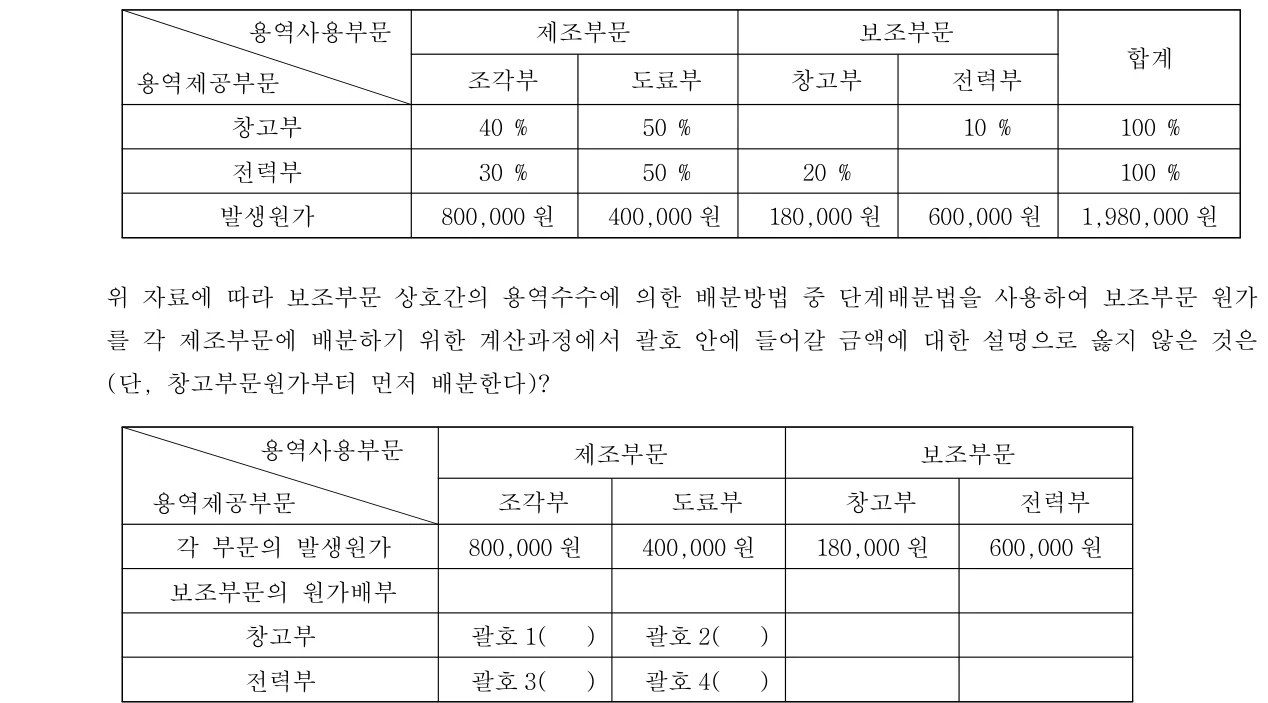 용역사용부문 제조부문 보조부문 합계
용역제공부문 조각부 도료부 창고부 전력부
창고부 40 % 50 % 10 % 100 %
전력부 30 % 50 % 20 % 100 %
발생원가 800,000 원 400,000 원 180,000 원 600,000 원 1,980,000 원
위 자료에 따라 보조부문 상호간의 용역수수에 의한 배분방법 중 단계배분법을 사용하여 보조부문 원가
를 각 제조부문에 배분하기 위한 계산과정에서 괄호 안에 들어갈 금액에 대한 설명으로 옳지 않은 것은
(단, 창고부문원가부터 먼저 배분한다)?
용역사용부문 제조부문 보조부문
용역제공부문 조각부 도료부 창고부 전력부
각 부문의 발생원가 800,000 원 400,000 원 180,000 원 600,000 원
보조부문의 원가배부
창고부 괄호 1( ) 괄호 2( )
전력부 괄호 3( ) 괄호 4( )